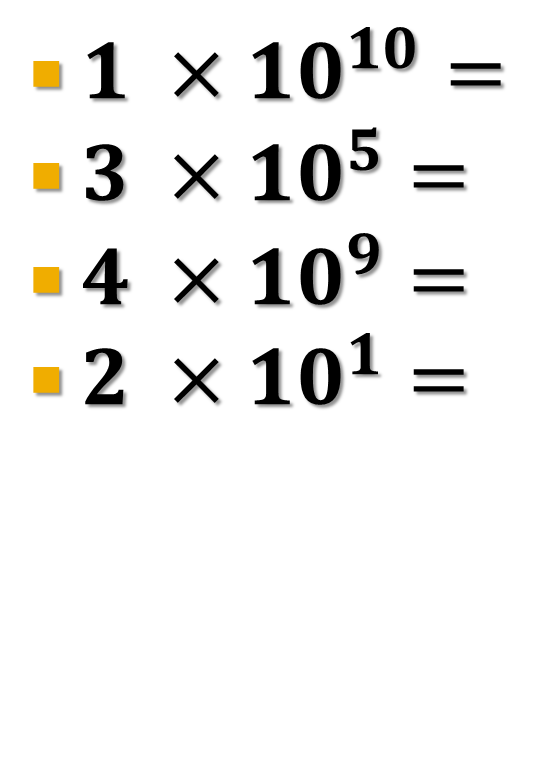 ■ 1 × 10¹⁰ =
■ 3 × 10⁵ =
■ 4 × 10⁹ =
■ 2 × 10¹ =